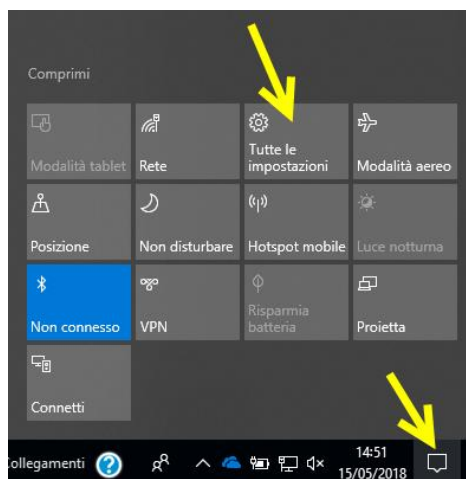 Comprimi
Modalità tablet
Rete
Tutte le
impostazioni
Modalità aereo
Posizione
Non disturbare
Hotspot mobile
Luce notturna
Non connesso
VPN
Risparmia
batteria
Proietta
Connetti
ollegamenti
14:51
15/05/2018